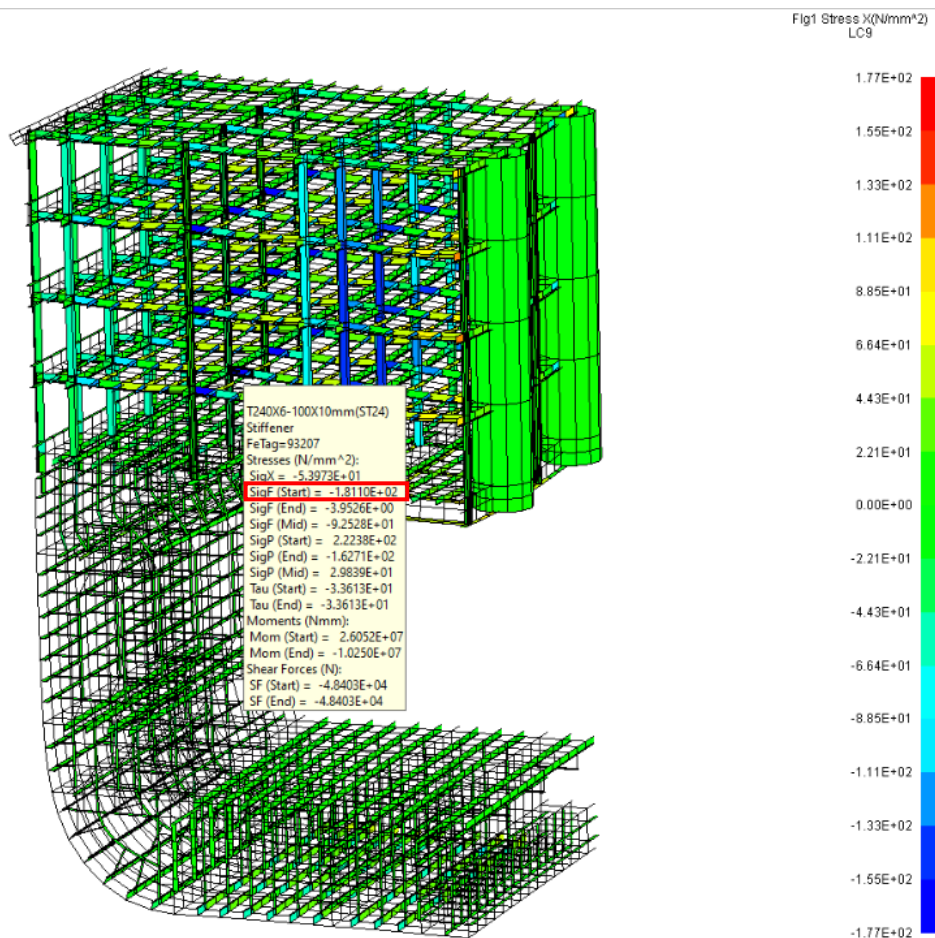 Flg1 Stress X(N/mm^2)
LC9
1.77E+02
1.55E+02
1.33E+02
1.11E+02
8.85E+01
6.64E+01
4.43E+01
2.21E+01
0.00E+00
-2.21E+01
-4.43E+01
-6.64E+01
-8.85E+01
-1.11E+02
-1.33E+02
-1.55E+02
-1.77E+02
T240X6-100X10mm(ST24)
Stiffener
FeTag=93207
Stresses (N/mm^2):
SigX = -5.3973E+01
SigF (Start) = -1.8110E+02
SigF (End) = -3.9526E+00
SigF (Mid) = -9.2528E+01
SigP (Start) = 2.2238E+02
SigP (End) = -1.6271E+02
SigP (Mid) = 2.9839E+01
Tau (Start) = -3.3613E+01
Tau (End) = -3.3613E+01
Moments (Nmm):
Mom (Start) = 2.6052E+07
Mom (End) = -1.0250E+07
Shear Forces (N):
SF (Start) = -4.8403E+04
SF (End) = -4.8403E+04